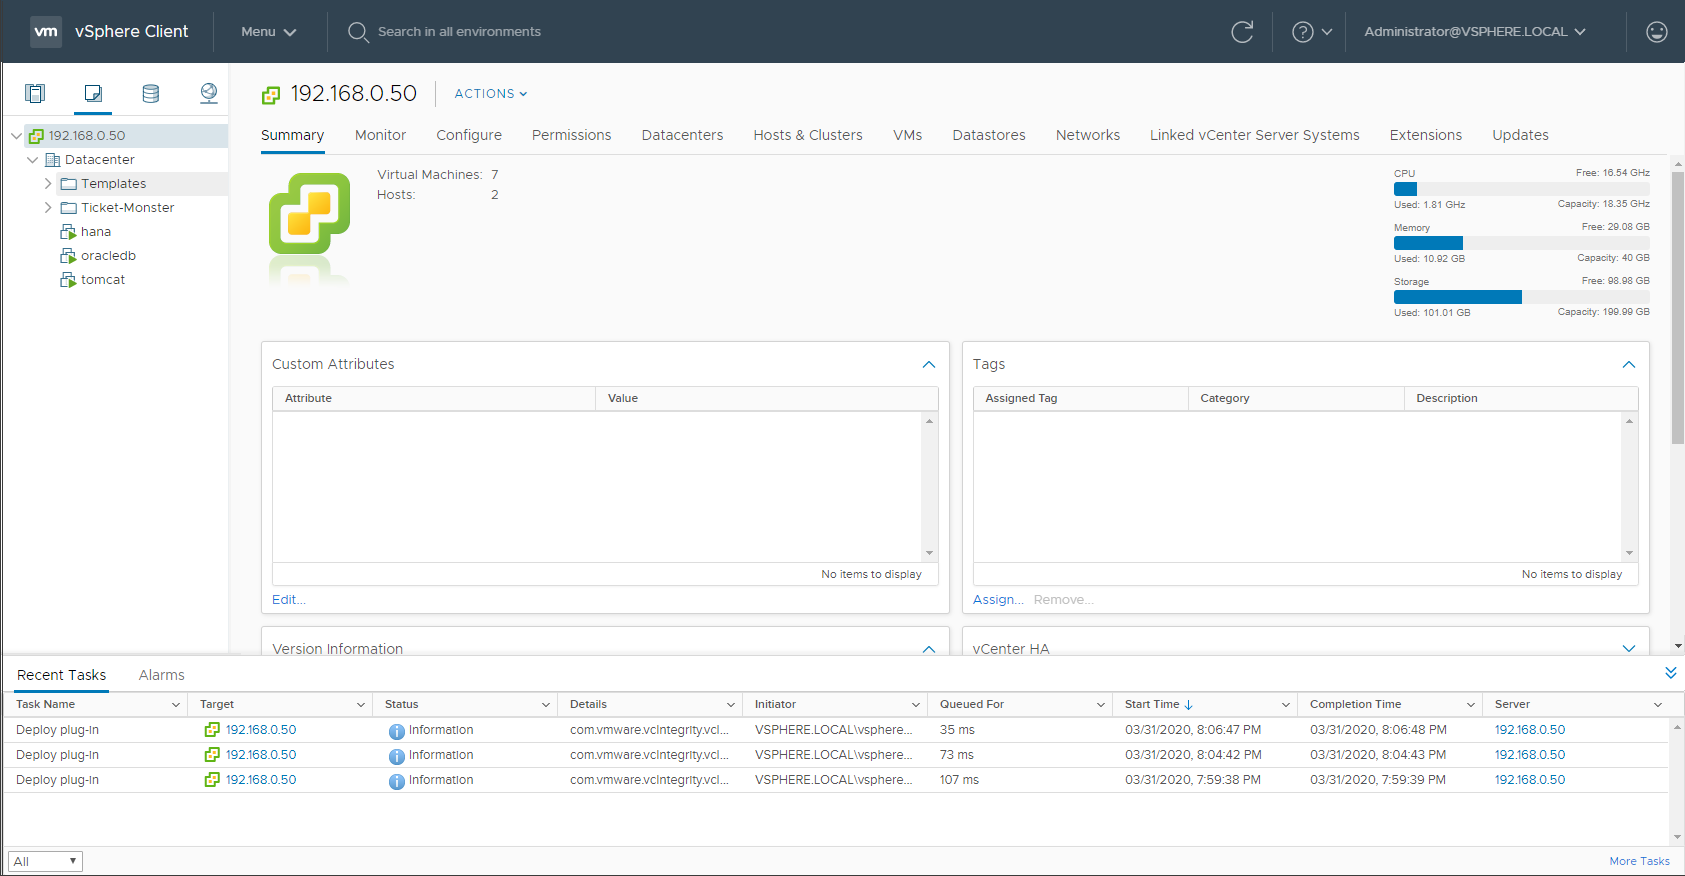 vm vSphere Client Menu Search in all environments Administrator@VSPHERE.LOCAL
192.168.0.50
Datacenter
Templates
Ticket-Monster
hana
oracledb
tomcat
192.168.0.50 ACTIONS
Summary Monitor Configure Permissions Datacenters Hosts & Clusters VMs Datastores Networks Linked vCenter Server Systems Extensions Updates
Virtual Machines: 7
Hosts: 2
CPU Free: 16.54 GHz
Used: 1.81 GHz Capacity: 18.35 GHz
Memory Free: 29.08 GB
Used: 10.92 GB Capacity: 40 GB
Storage Free: 98.98 GB
Used: 101.01 GB Capacity: 199.99 GB
Custom Attributes
Attribute Value
No items to display
Edit...
Tags
Assigned Tag Category Description
No items to display
Assign... Remove...
Version Information
vCenter HA
Recent Tasks Alarms
Task Name Target Status Details Initiator Queued For Start Time Completion Time Server
Deploy plug-in 192.168.0.50 Information com.vmware.vcIntegrity.vcI... VSPHERE.LOCAL\vsphere... 35 ms 03/31/2020, 8:06:47 PM 03/31/2020, 8:06:48 PM 192.168.0.50
Deploy plug-in 192.168.0.50 Information com.vmware.vcIntegrity.vcI... VSPHERE.LOCAL\vsphere... 73 ms 03/31/2020, 8:04:42 PM 03/31/2020, 8:04:43 PM 192.168.0.50
Deploy plug-in 192.168.0.50 Information com.vmware.vcIntegrity.vcI... VSPHERE.LOCAL\vsphere... 107 ms 03/31/2020, 7:59:38 PM 03/31/2020, 7:59:39 PM 192.168.0.50
All More Tasks